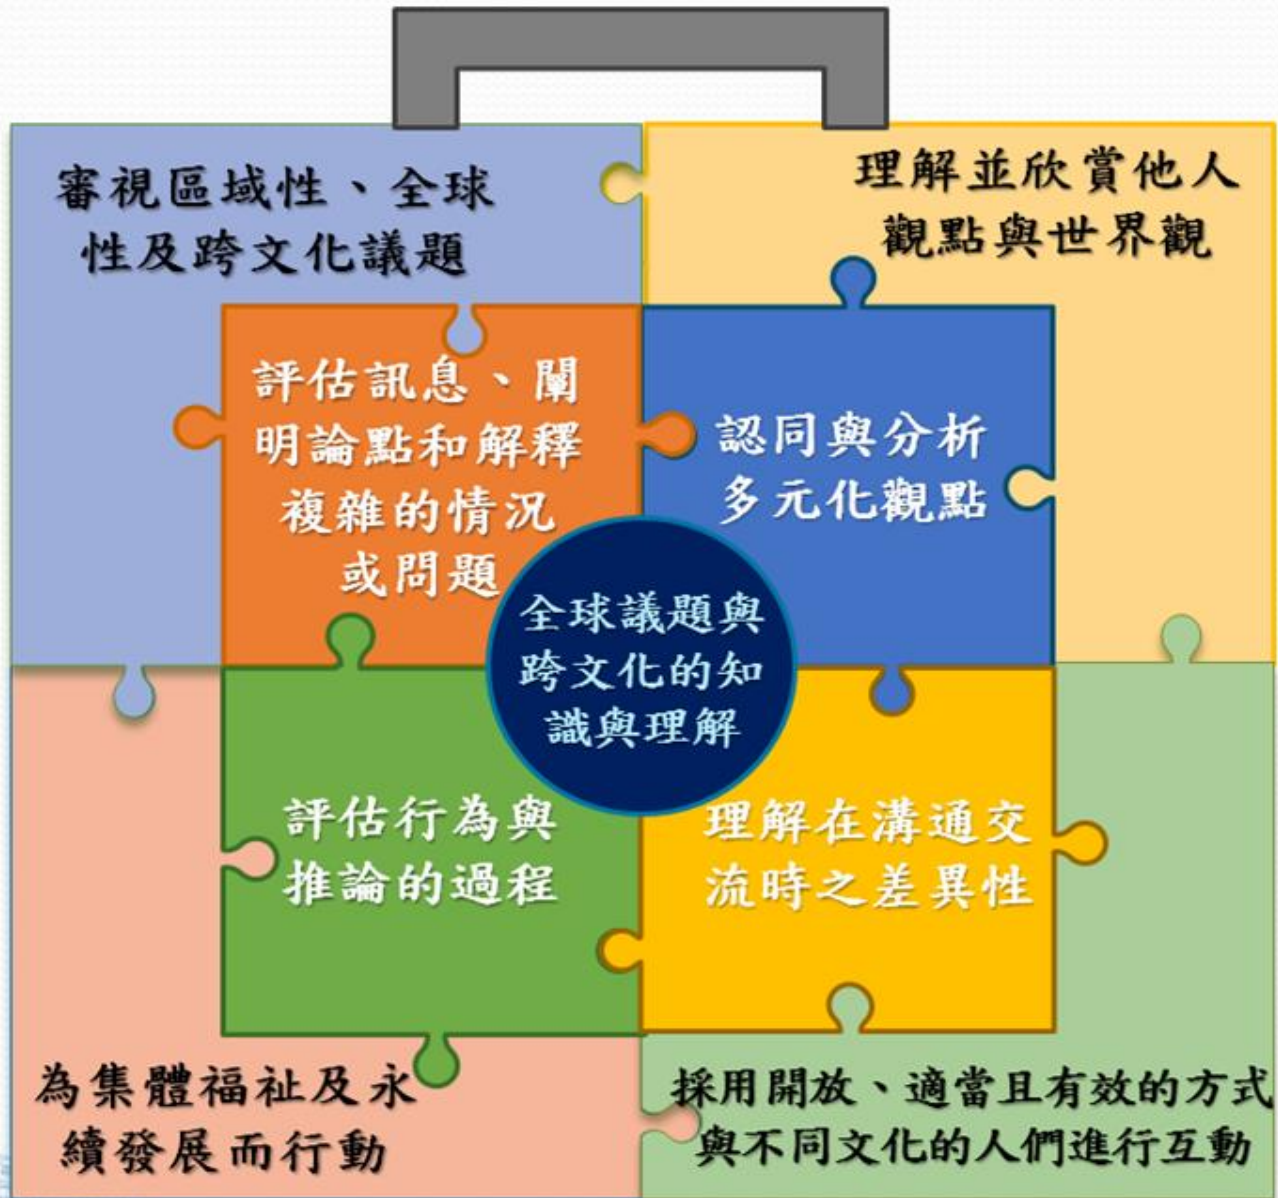 審視區域性、全球
性及跨文化議題
理解並欣賞他人
觀點與世界觀
評估訊息、闡
明論點和解釋
複雜的情況
或問題
認同與分析
多元化觀點
全球議題與
跨文化的知
識與理解
評估行為與
推論的過程
理解在溝通交
流時之差異性
為集體福祉及永
續發展而行動
採用開放、適當且有效的方式
與不同文化的人們進行互動